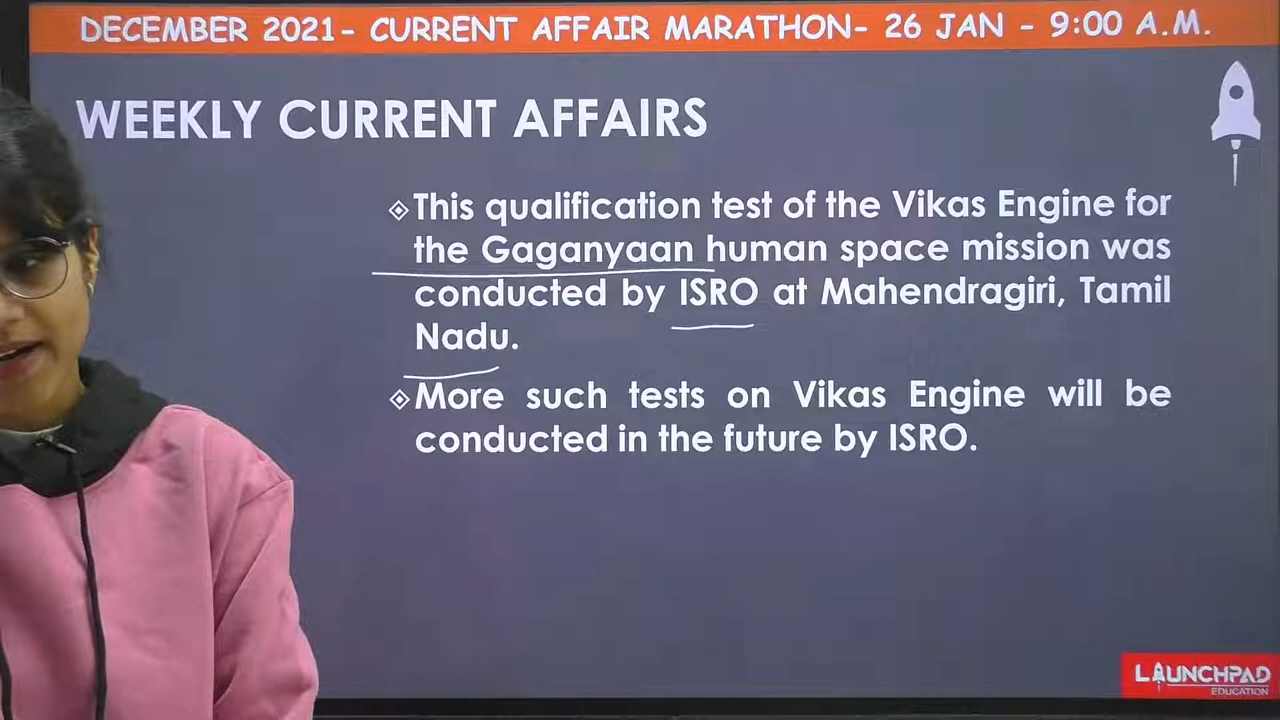 DECEMBER 2021- CURRENT AFFAIR MARATHON- 26 JAN - 9:00 A.M.
WEEKLY CURRENT AFFAIRS
This qualification test of the Vikas Engine for
the Gaganyaan human space mission was
conducted by ISRO at Mahendragiri, Tamil
Nadu.
More such tests on Vikas Engine will be
conducted in the future by ISRO.
LAUNCHPAD
EDUCATION